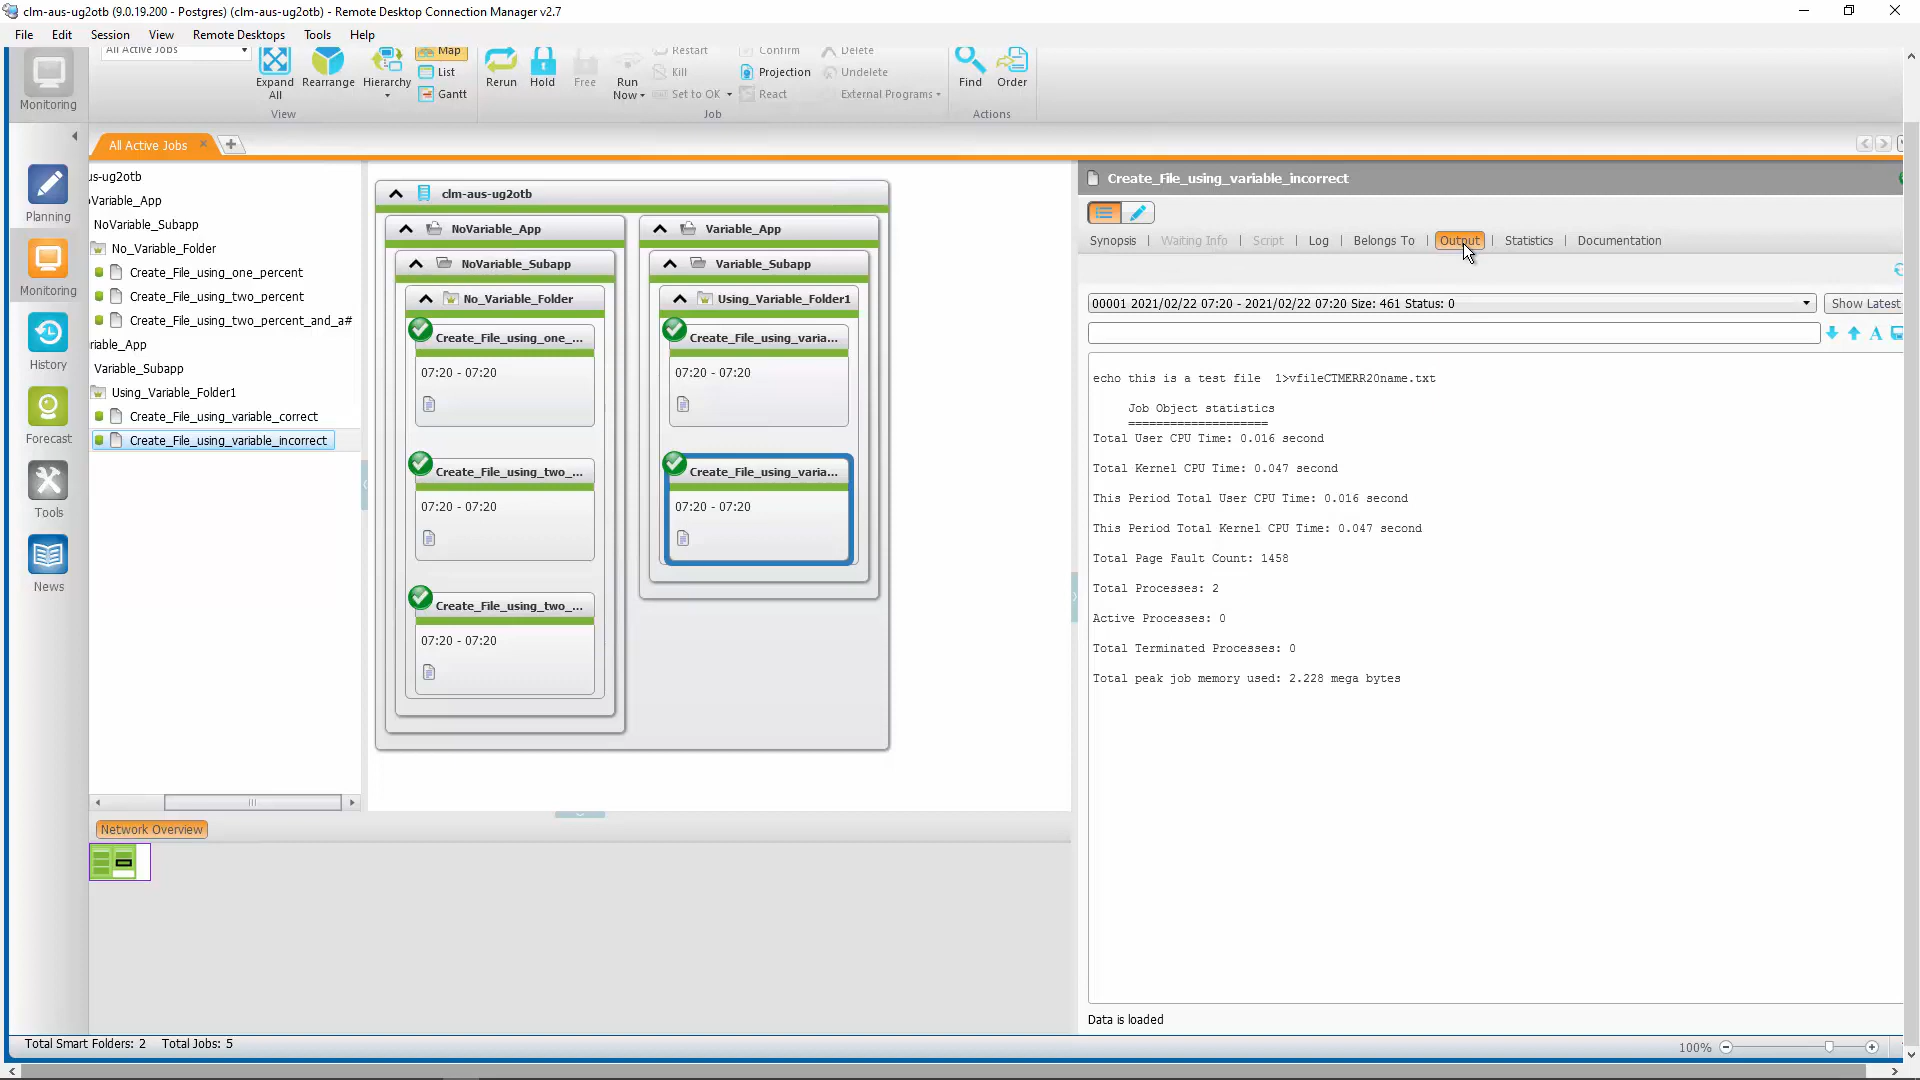 clm-aus-ug2otb (9.0.19.200 - Postgres) (clm-aus-ug2otb) - Remote Desktop Connection Manager v2.7
File Edit Session View Remote Desktops Tools Help
All Active Jobs
Map
List
Gantt
Expand All
Rearrange
Hierarchy
View
Rerun
Hold
Free
Run Now
Restart
Kill
Set to OK
Confirm
Projection
React
Delete
Undelete
External Programs
Job
Find
Order
Actions
Monitoring
Planning
Monitoring
History
Forecast
Tools
News
All Active Jobs
us-ug2otb
Variable_App
NoVariable_Subapp
No_Variable_Folder
Create_File_using_one_percent
Create_File_using_two_percent
Create_File_using_two_percent_and_a#
riable_App
Variable_Subapp
Using_Variable_Folder1
Create_File_using_variable_correct
Create_File_using_variable_incorrect
clm-aus-ug2otb
NoVariable_App
NoVariable_Subapp
No_Variable_Folder
Create_File_using_one_...
07:20 - 07:20
Create_File_using_two_...
07:20 - 07:20
Create_File_using_two_...
07:20 - 07:20
Variable_App
Variable_Subapp
Using_Variable_Folder1
Create_File_using_varia...
07:20 - 07:20
Create_File_using_varia...
07:20 - 07:20
Create_File_using_variable_incorrect
Synopsis | Waiting Info | Script | Log | Belongs To | Output | Statistics | Documentation
00001 2021/02/22 07:20 - 2021/02/22 07:20 Size: 461 Status: 0
Show Latest
A
echo this is a test file  1>vfileCTMERR20name.txt
Job Object statistics
====================
Total User CPU Time: 0.016 second
Total Kernel CPU Time: 0.047 second
This Period Total User CPU Time: 0.016 second
This Period Total Kernel CPU Time: 0.047 second
Total Page Fault Count: 1458
Total Processes: 2
Active Processes: 0
Total Terminated Processes: 0
Total peak job memory used: 2.228 mega bytes
Data is loaded
Network Overview
Total Smart Folders: 2 Total Jobs: 5
100%